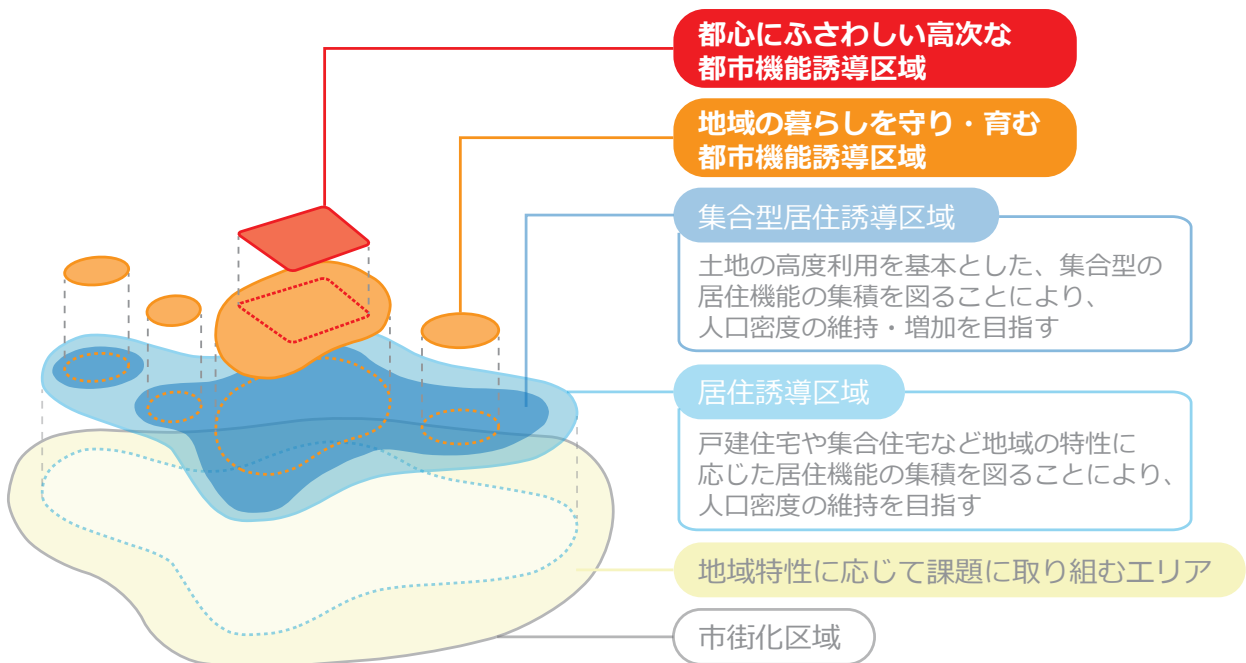 都心にふさわしい高次な
都市機能誘導区域
地域の暮らしを守り・育む
都市機能誘導区域
集合型居住誘導区域
土地の高度利用を基本とした、集合型の
居住機能の集積を図ることにより、
人口密度の維持・増加を目指す
居住誘導区域
戸建住宅や集合住宅など地域の特性に
応じた居住機能の集積を図ることにより、
人口密度の維持を目指す
地域特性に応じて課題に取り組むエリア
市街化区域